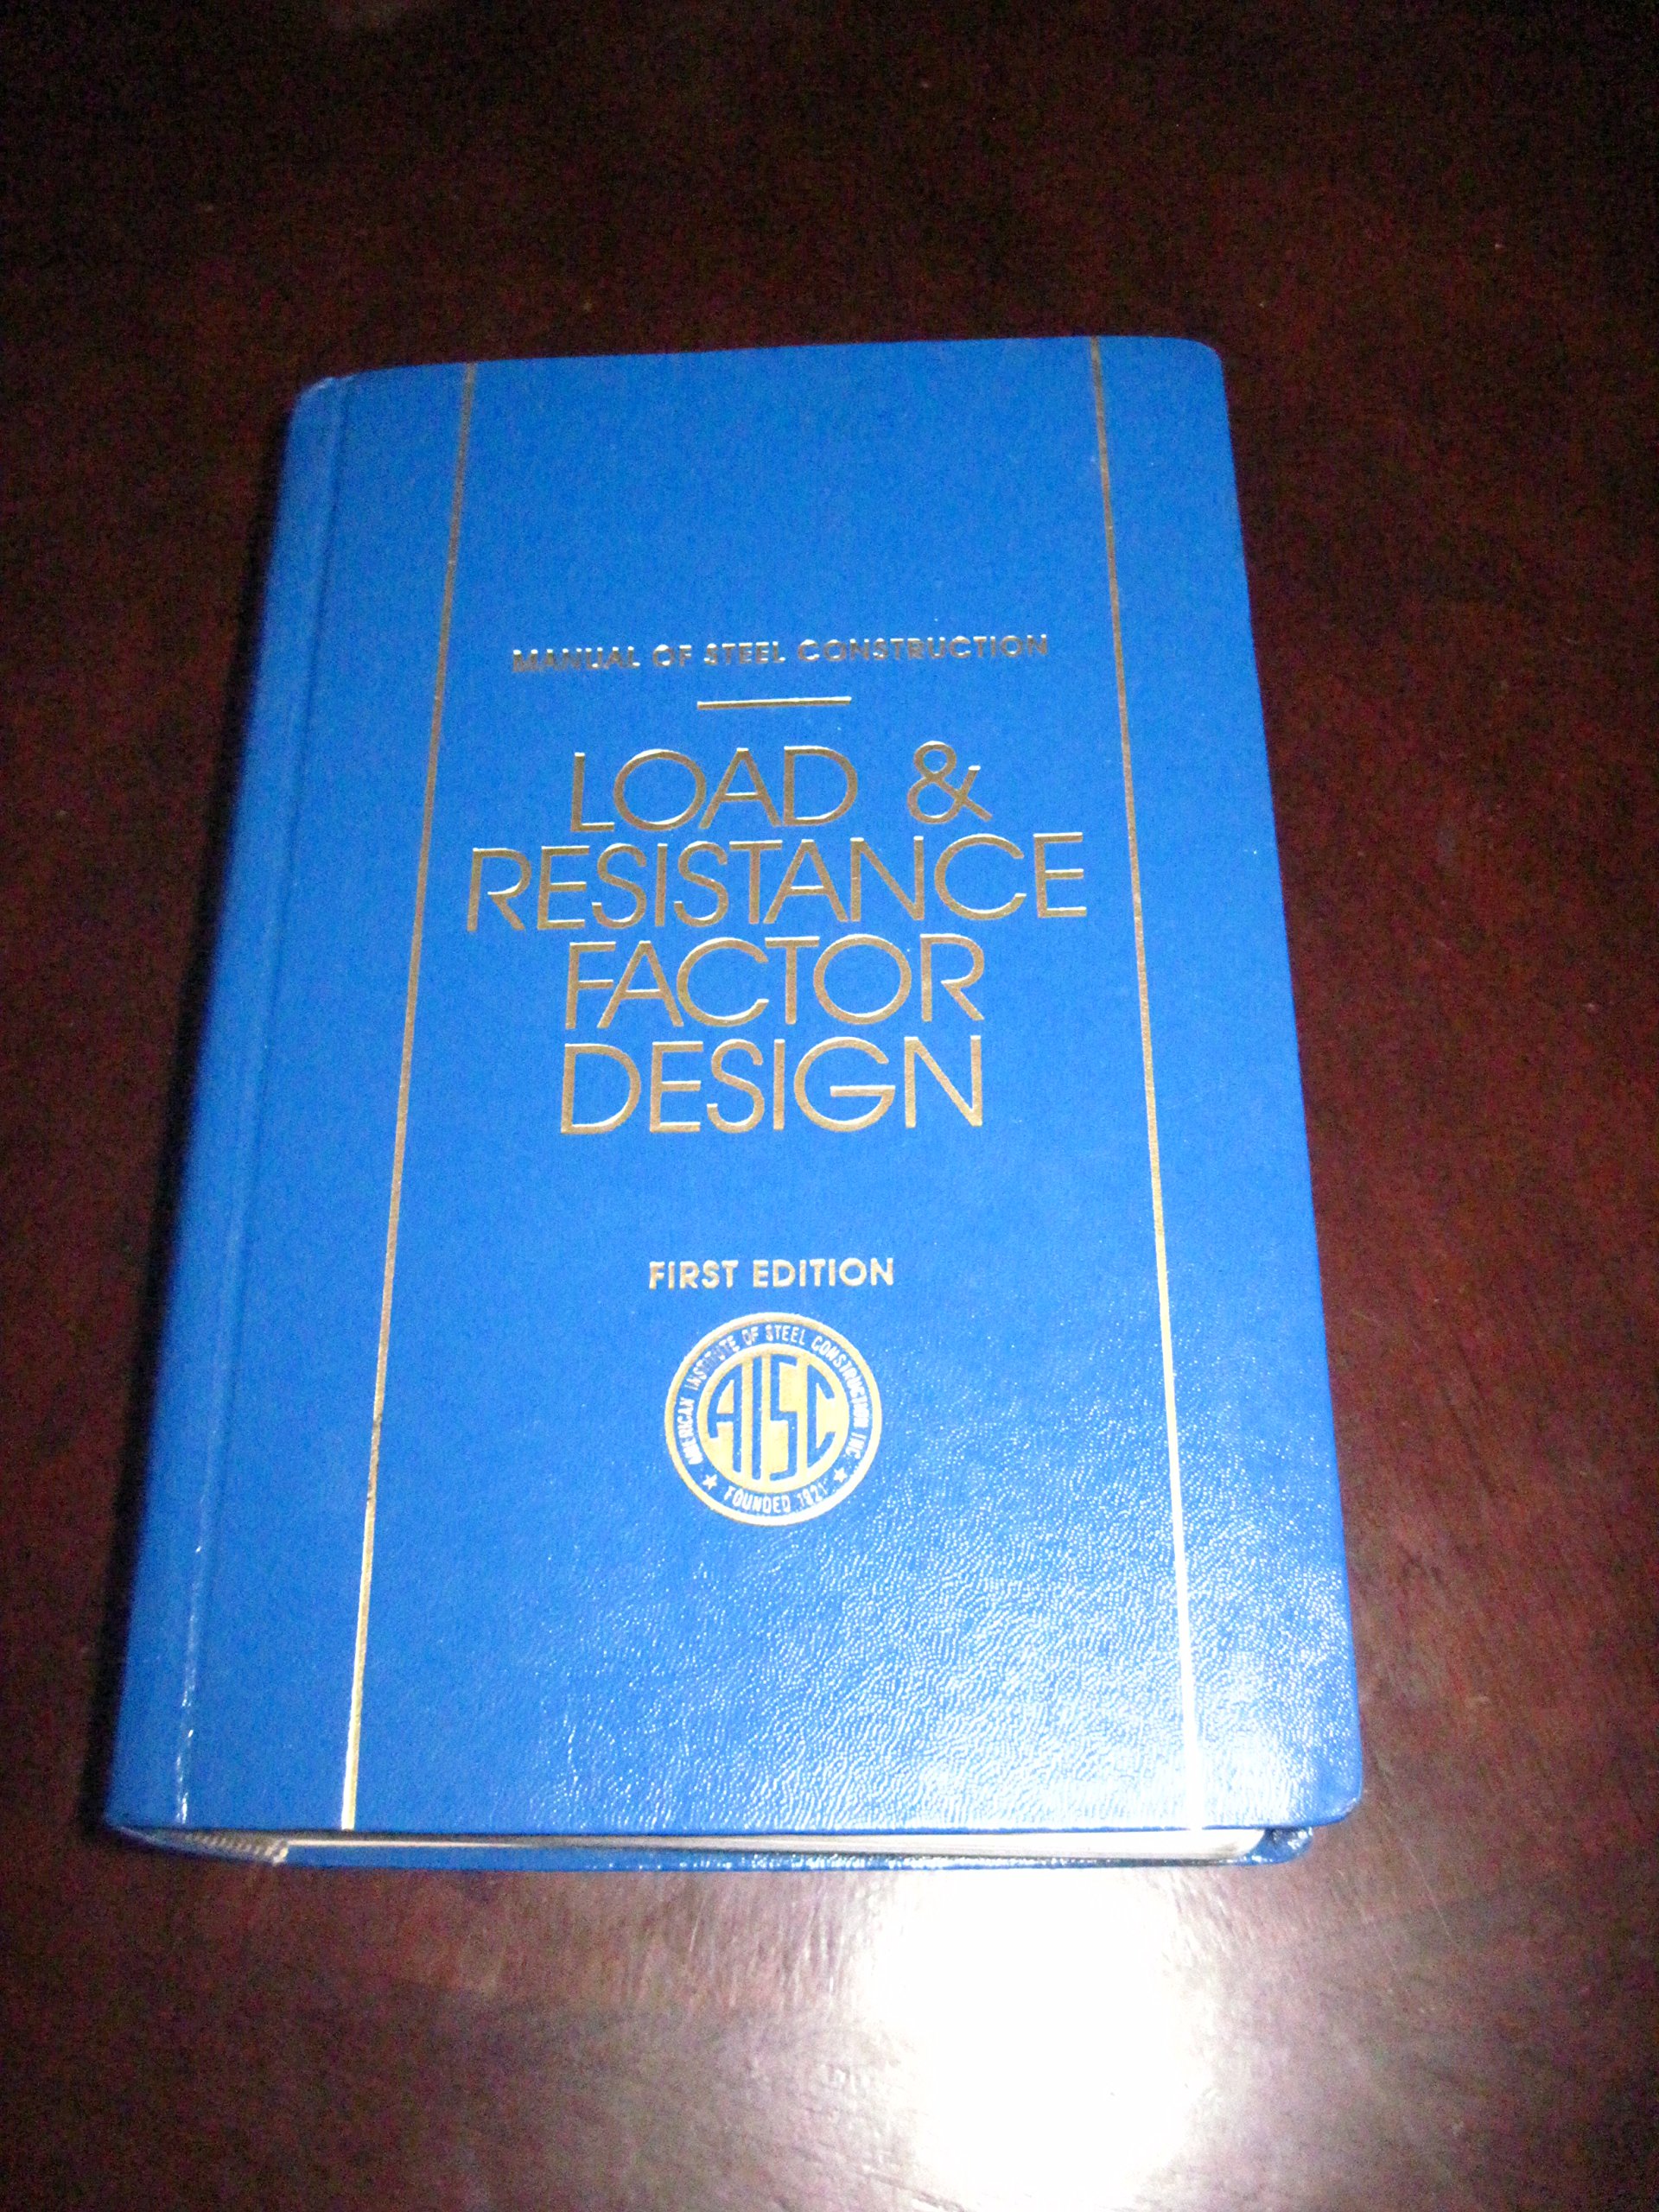 MANUAL OF STEEL CONSTRUCTION
LOAD &
RESISTANCE
FACTOR
DESIGN
FIRST EDITION
AMERICAN INSTITUTE OF STEEL CONSTRUCTION INC.
AISC
FOUNDED 1921